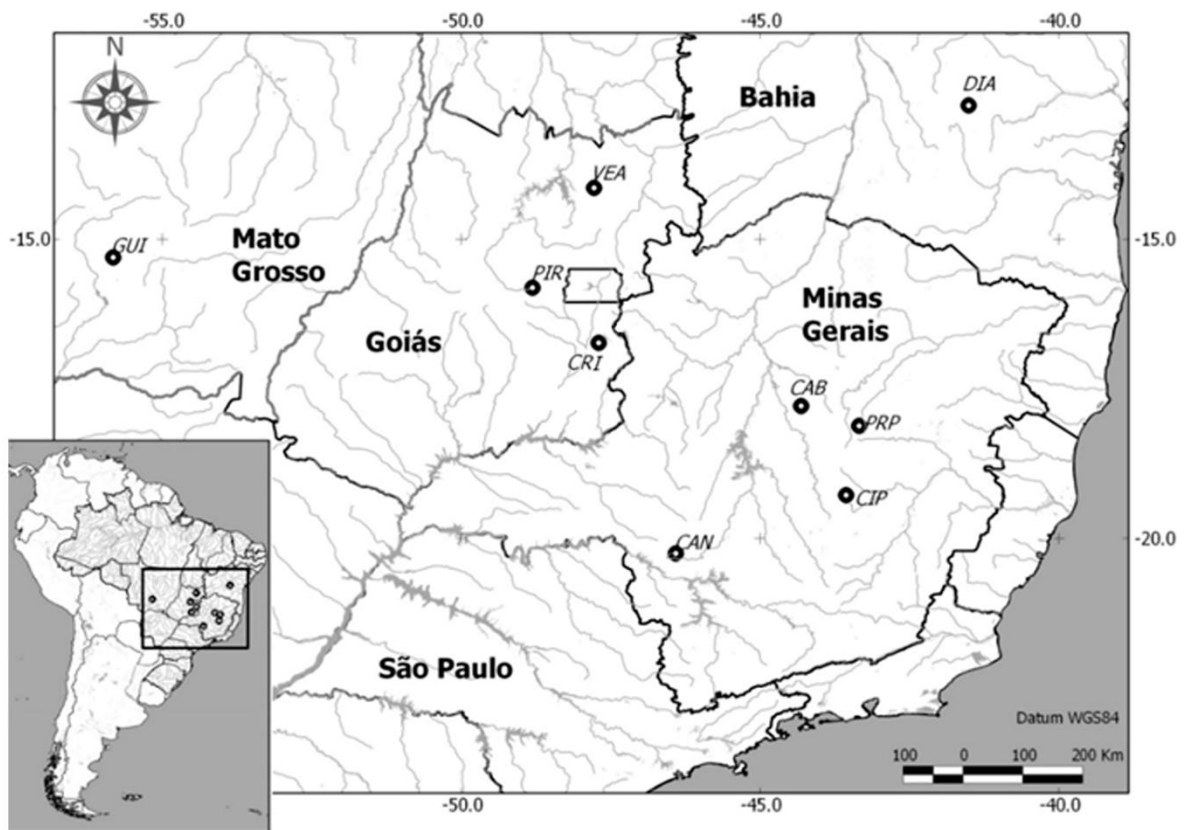 -55.0
-50.0
-45.0
-40.0
N
DIA
Bahia
VEA
-15.0
GUI
Mato
Grosso
-15.0
PIR
Minas
Gerais
Goiás
CRI
CAB
PRP
CIP
CAN
-20.0
São Paulo
Datum WGS84
100 0 100 200 Km
-50.0
-45.0
-40.0